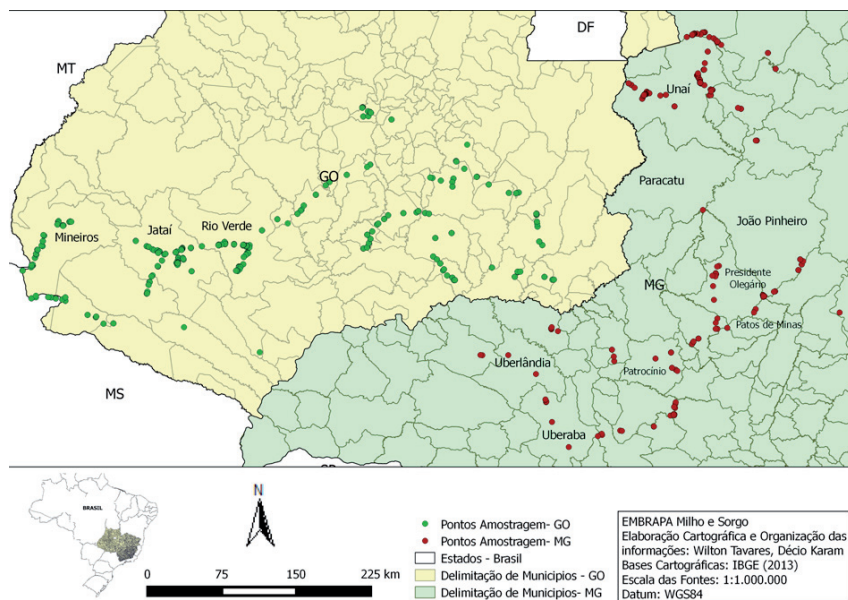 DF
MT
Unaí
GO
Paracatu
Rio Verde
João Pinheiro
Mineiros
Jataí
Presidente
Olegário
MG
Patos de Minas
Uberlândia
Patrocínio
MS
Uberaba
BRASIL
N
0 75 150 225 km
Pontos Amostragem- GO
Pontos Amostragem- MG
Estados - Brasil
Delimitação de Municipios - GO
Delimitação de Municípios- MG
EMBRAPA Milho e Sorgo
Elaboração Cartográfica e Organização das
informações: Wilton Tavares, Décio Karam
Bases Cartográficas: IBGE (2013)
Escala das Fontes: 1:1.000.000
Datum: WGS84